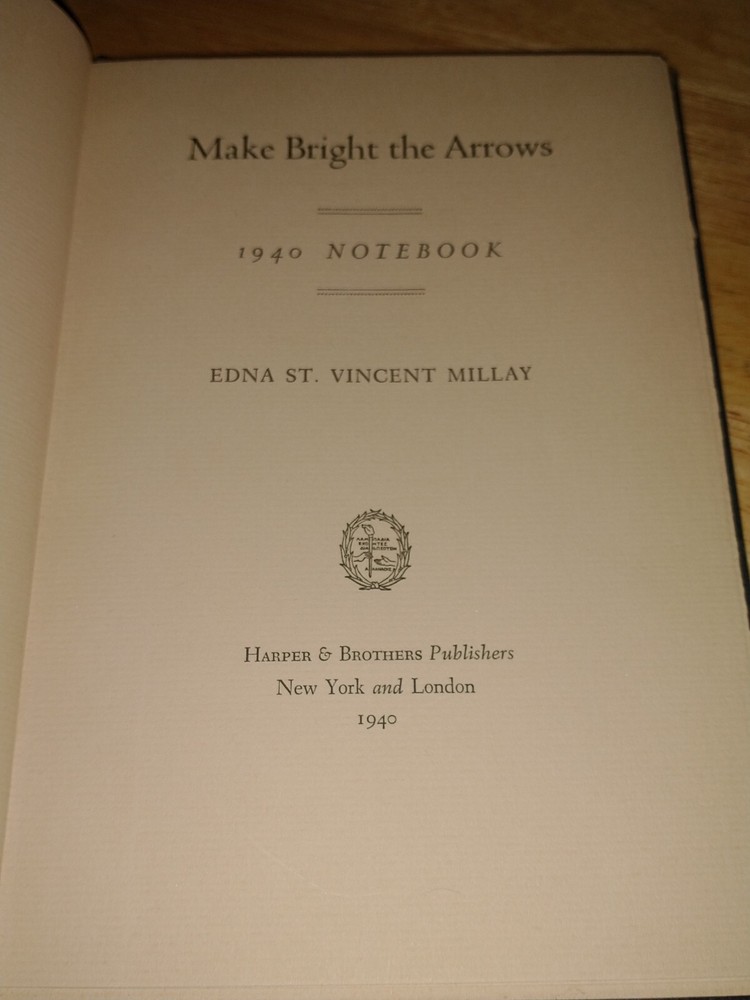 Make Bright the Arrows
1940 NOTEBOOK
EDNA ST. VINCENT MILLAY
HARPER & BROTHERS Publishers
New York and London
1940